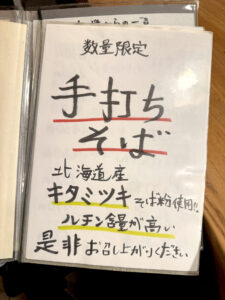 数量限定
手打ち
そば
北海道産
キタミツキ そば粉使用!!
ルチン含量が高い
是非お召し上がりください